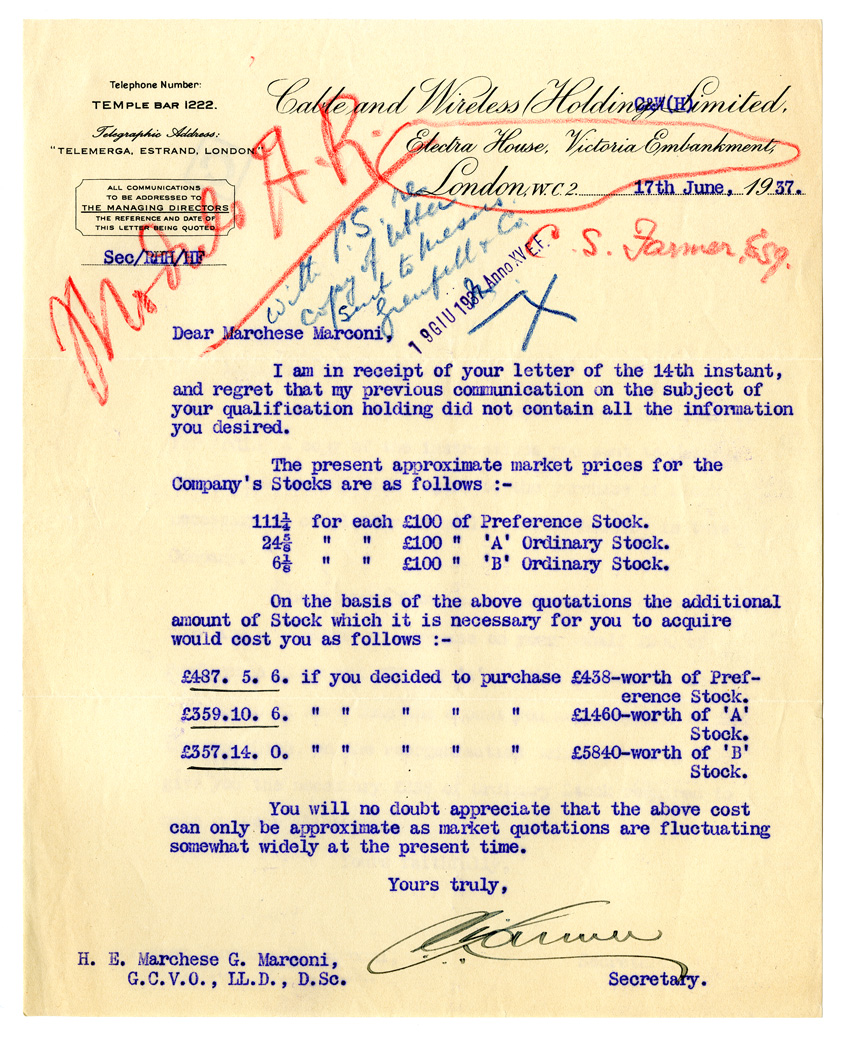 Telephone Number:
TEMPLE BAR 1222.
Telegraphic Address:
"TELEMERGA, ESTRAND, LONDON"
ALL COMMUNICATIONS
TO BE ADDRESSED TO
THE MANAGING DIRECTORS
THE REFERENCE AND DATE OF
THIS LETTER BEING QUOTED
Sec/RHH/HF
Cable and Wireless (Holding) Limited,
C&W(H)
Electra House, Victoria Embankment,
London, W.C.2. 17th June, 1937.
A.R.
C. S. Farmer, Esq.
with P.S. re
copy of letter
sent to Messrs.
Grenfell & Co.
19 GIU 1937 Anno XV E.F.
X
Dear Marchese Marconi,
I am in receipt of your letter of the 14th instant,
and regret that my previous communication on the subject of
your qualification holding did not contain all the information
you desired.
The present approximate market prices for the
Company's Stocks are as follows :-
111¼ for each £100 of Preference Stock.
24⅝ " " £100 " 'A' Ordinary Stock.
6⅛ " " £100 " 'B' Ordinary Stock.
On the basis of the above quotations the additional
amount of Stock which it is necessary for you to acquire
would cost you as follows :-
£487. 5. 6. if you decided to purchase £438-worth of Pref-
erence Stock.
£359.10. 6. " " " " " £1460-worth of 'A'
Stock.
£357.14. 0. " " " " " £5840-worth of 'B'
Stock.
You will no doubt appreciate that the above cost
can only be approximate as market quotations are fluctuating
somewhat widely at the present time.
Yours truly,
H. E. Marchese G. Marconi,
G.C.V.O., LL.D., D.Sc.
Secretary.